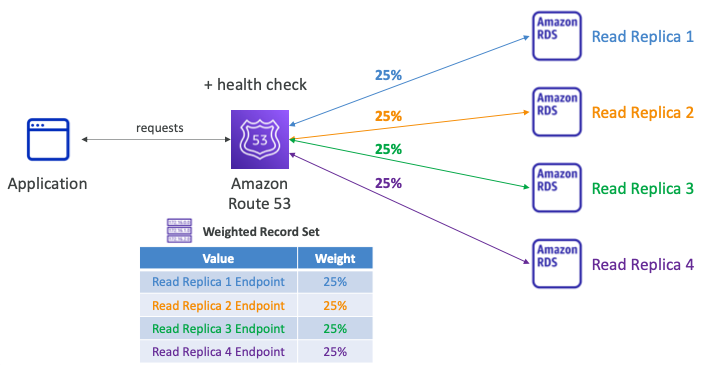 Amazon
RDS
Read Replica 1
+ health check
25%
Amazon
RDS
Read Replica 2
25%
requests
53
25%
Application
Amazon
Route 53
25%
Amazon
RDS
Read Replica 3
Weighted Record Set
Amazon
RDS
Read Replica 4
Value Weight
Read Replica 1 Endpoint 25%
Read Replica 2 Endpoint 25%
Read Replica 3 Endpoint 25%
Read Replica 4 Endpoint 25%